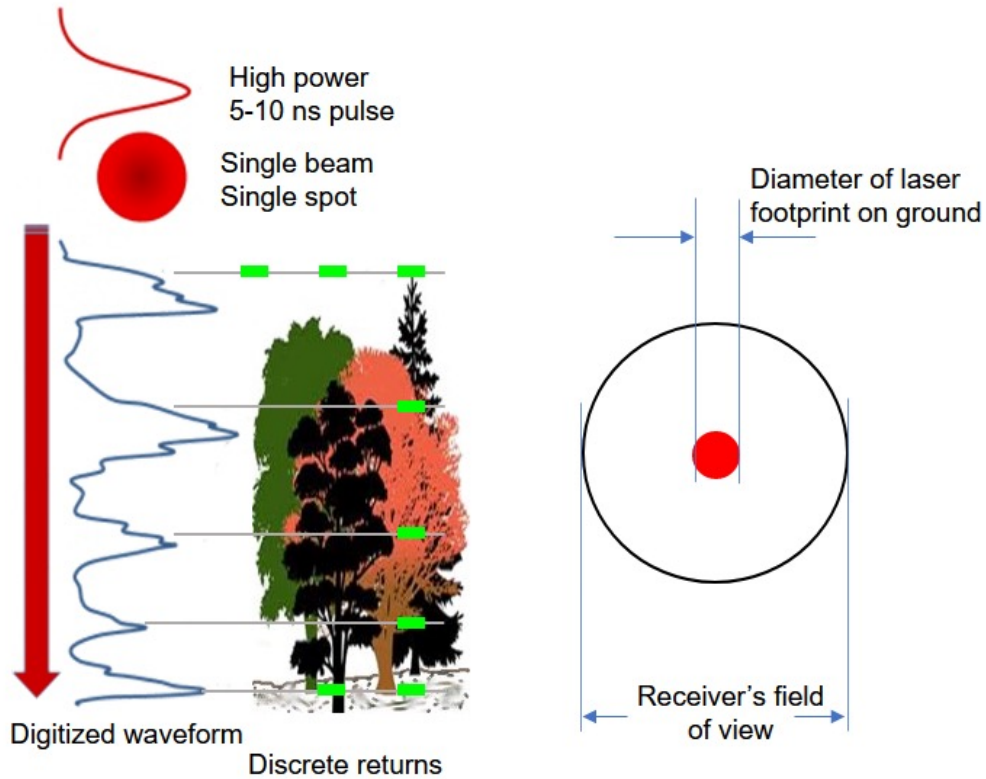 High power
5-10 ns pulse
Single beam
Single spot
Digitized waveform
Discrete returns
Diameter of laser
footprint on ground
Receiver’s field
of view